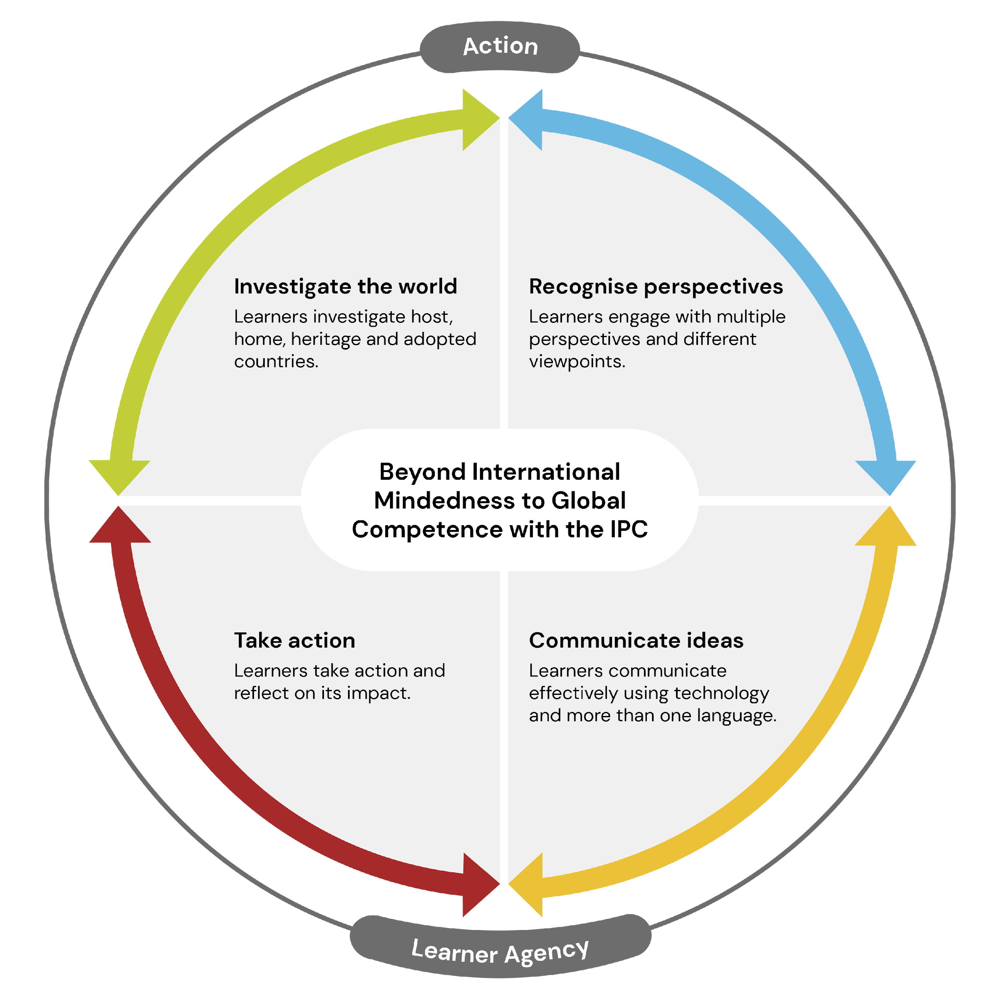 Action
Investigate the world
Learners investigate host,
home, heritage and adopted
countries.
Recognise perspectives
Learners engage with multiple
perspectives and different
viewpoints.
Beyond International
Mindedness to Global
Competence with the IPC
Take action
Learners take action and
reflect on its impact.
Communicate ideas
Learners communicate
effectively using technology
and more than one language.
Learner Agency